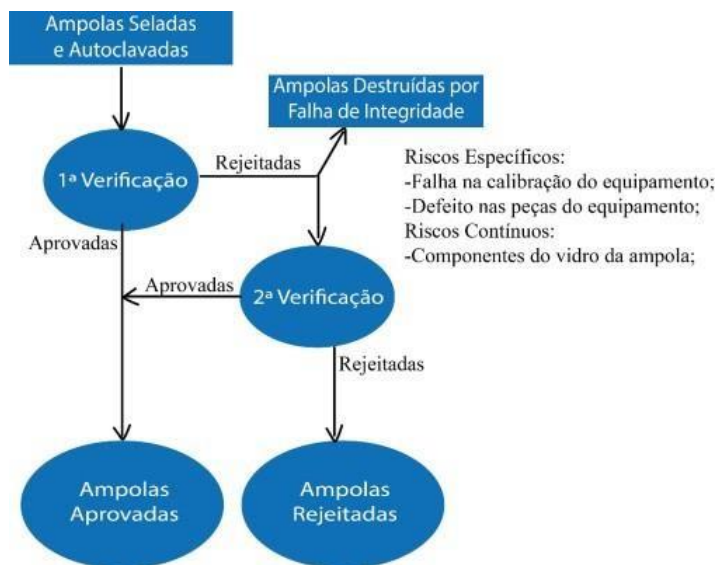 Ampolas Seladas
e Autoclavadas
Ampolas Destruídas por
Falha de Integridade
1ª Verificação
Rejeitadas
Riscos Específicos:
-Falha na calibração do equipamento;
-Defeito nas peças do equipamento;
Riscos Contínuos:
-Componentes do vidro da ampola;
Aprovadas
Aprovadas
2ª Verificação
Rejeitadas
Ampolas
Aprovadas
Ampolas
Rejeitadas